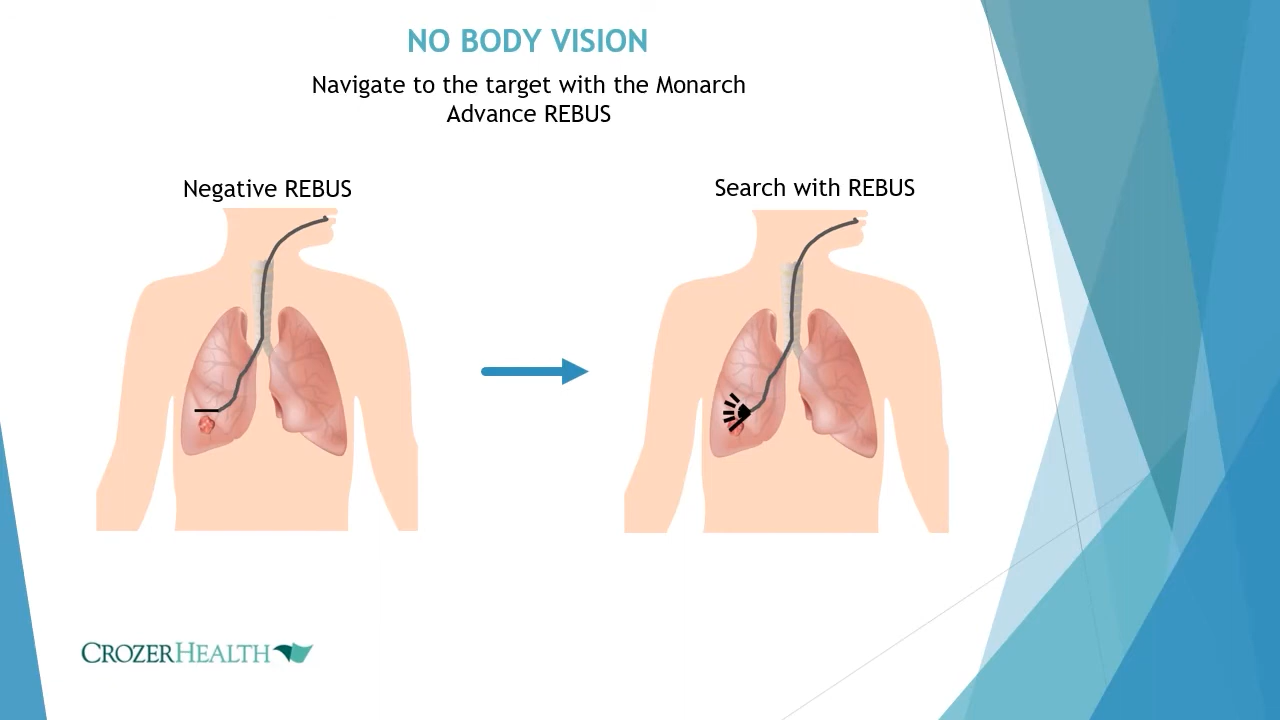 NO BODY VISION
Navigate to the target with the Monarch
Advance REBUS
Negative REBUS
Search with REBUS
CROZERHEALTH